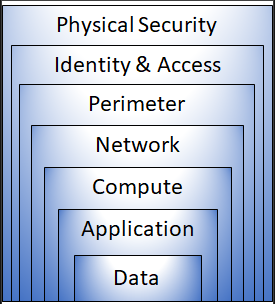 Physical Security
Identity & Access
Perimeter
Network
Compute
Application
Data